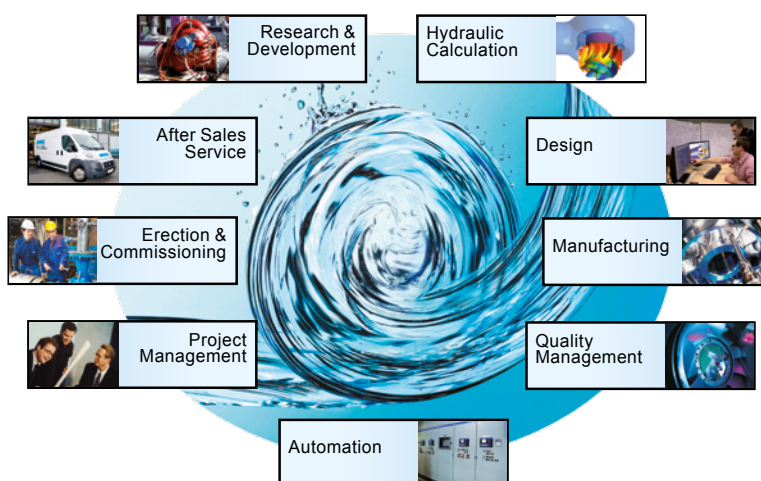 Research &
Development
Hydraulic
Calculation
After Sales
Service
Design
Erection &
Commissioning
Manufacturing
Project
Management
Quality
Management
Automation